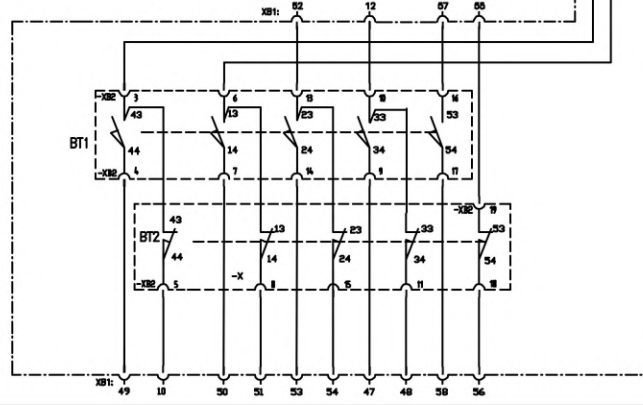 XB1: 52 12 57 55
-XB2 3 6 13 10 16
43 13 23 33 53
BT1
44 14 24 34 54
-XB2 4 7 14 9 17
-XB2 19
43 13 23 33 53
BT2
44 14 24 34 54
-X
-XB2 5 8 15 11 18
XB1: 49 10 51 50 53 54 47 48 58 56